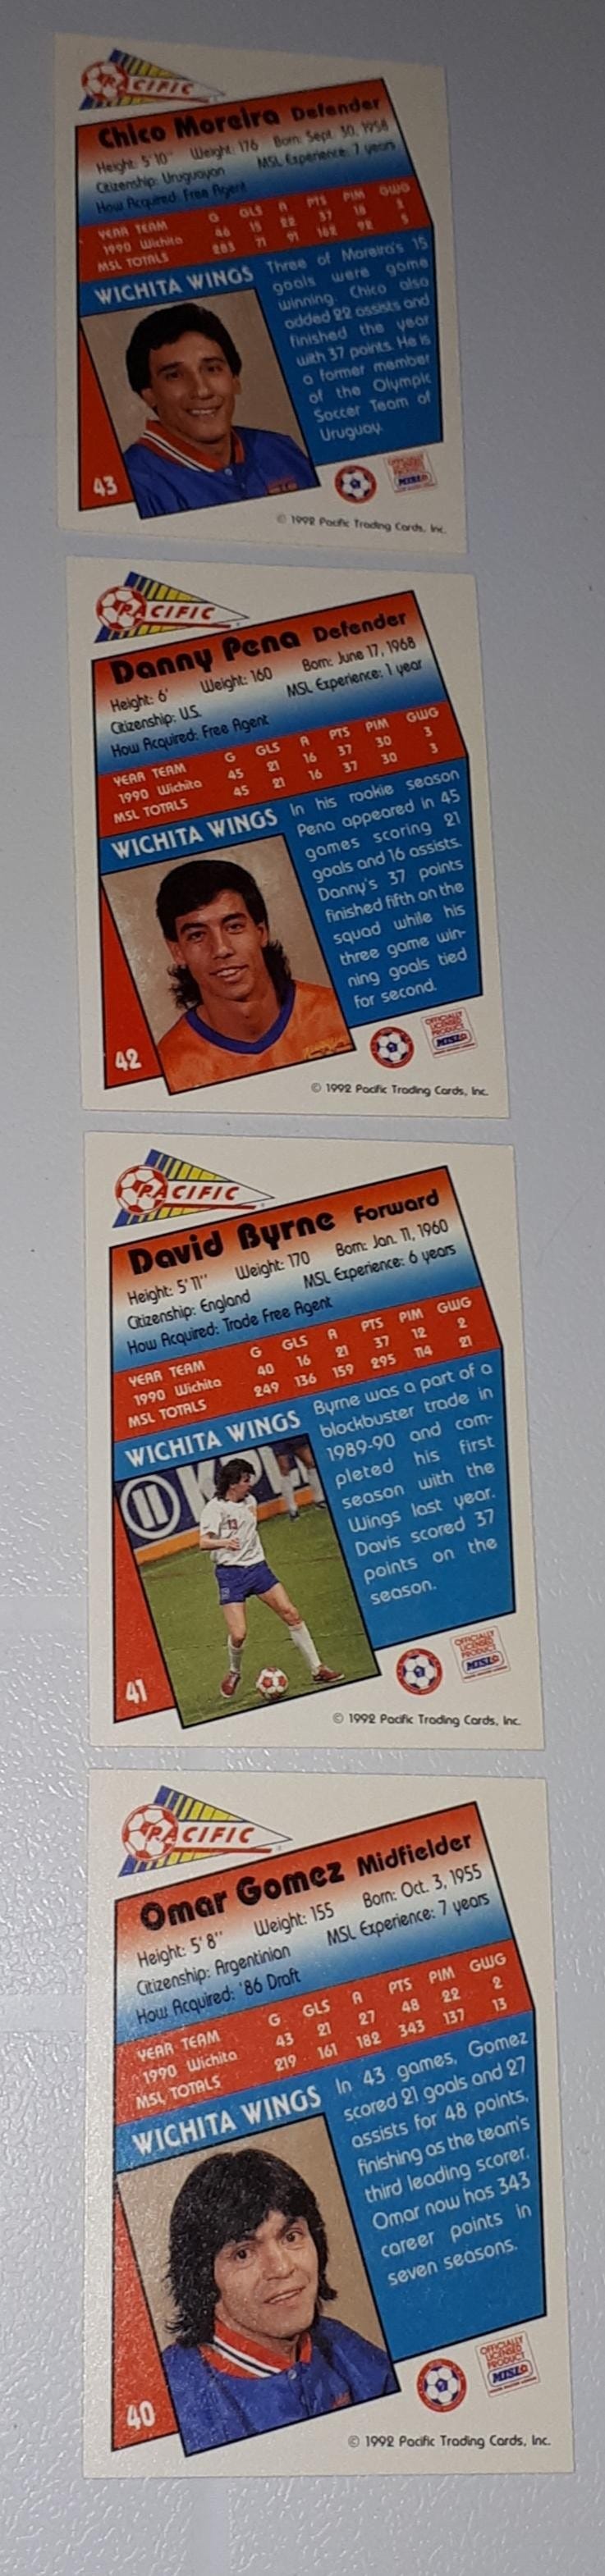 PACIFIC
Chico Moreira Defender
Height: 5'10" Weight: 176 Born: Sept. 30, 1958
Citizenship: Uruguayan MSL Experience: 7 years
How Acquired: Free Agent
YEAR TEAM G GLS A PTS PIM GWG
1990 Wichita 46 15 22 37 18
MSL TOTALS 91 162 92 5
WICHITA WINGS
Three of Moreira's 15
goals were game
winning. Chico also
added 22 assists and
finished the year
with 37 points. He is
a former member
of the Olympic
Soccer Team of
Uruguay.
43
OFFICIALLY
LICENSED
PRODUCT
MISL
© 1992 Pacific Trading Cards, Inc.
PACIFIC
Danny Pena Defender
Height: 6' Weight: 160 Born: June 17, 1968
Citizenship: U.S. MSL Experience: 1 year
How Acquired: Free Agent
YEAR TEAM G GLS A PTS PIM GWG
1990 Wichita 45 21 16 37 30 3
MSL TOTALS 45 21 16 37 30 3
WICHITA WINGS
In his rookie season
Pena appeared in 45
games scoring 21
goals and 16 assists.
Danny's 37 points
finished fifth on the
squad while his
three game win-
ning goals tied
for second.
42
OFFICIALLY
LICENSED
PRODUCT
MISL
© 1992 Pacific Trading Cards, Inc.
PACIFIC
David Byrne Forward
Height: 5'11" Weight: 170 Born: Jan. 11, 1960
Citizenship: England MSL Experience: 6 years
How Acquired: Trade Free Agent
YEAR TEAM G GLS A PTS PIM GWG
1990 Wichita 40 16 21 37 12 2
MSL TOTALS 249 136 159 295 114 21
WICHITA WINGS
Byrne was a part of a
blockbuster trade in
1989-90 and com-
pleted his first
season with the
Wings last year.
Davis scored 37
points on the
season.
13
41
OFFICIALLY
LICENSED
PRODUCT
MISL
© 1992 Pacific Trading Cards, Inc.
PACIFIC
Omar Gomez Midfielder
Height: 5'8" Weight: 155 Born: Oct. 3, 1955
Citizenship: Argentinian MSL Experience: 7 years
How Acquired: '86 Draft
YEAR TEAM G GLS A PTS PIM GWG
1990 Wichita 43 21 27 48 22 2
MSL TOTALS 219 161 182 343 137 13
WICHITA WINGS
In 43 games, Gomez
scored 21 goals and 27
assists for 48 points,
finishing as the team's
third leading scorer.
Omar now has 343
career points in
seven seasons.
40
OFFICIALLY
LICENSED
PRODUCT
MISL
© 1992 Pacific Trading Cards, Inc.